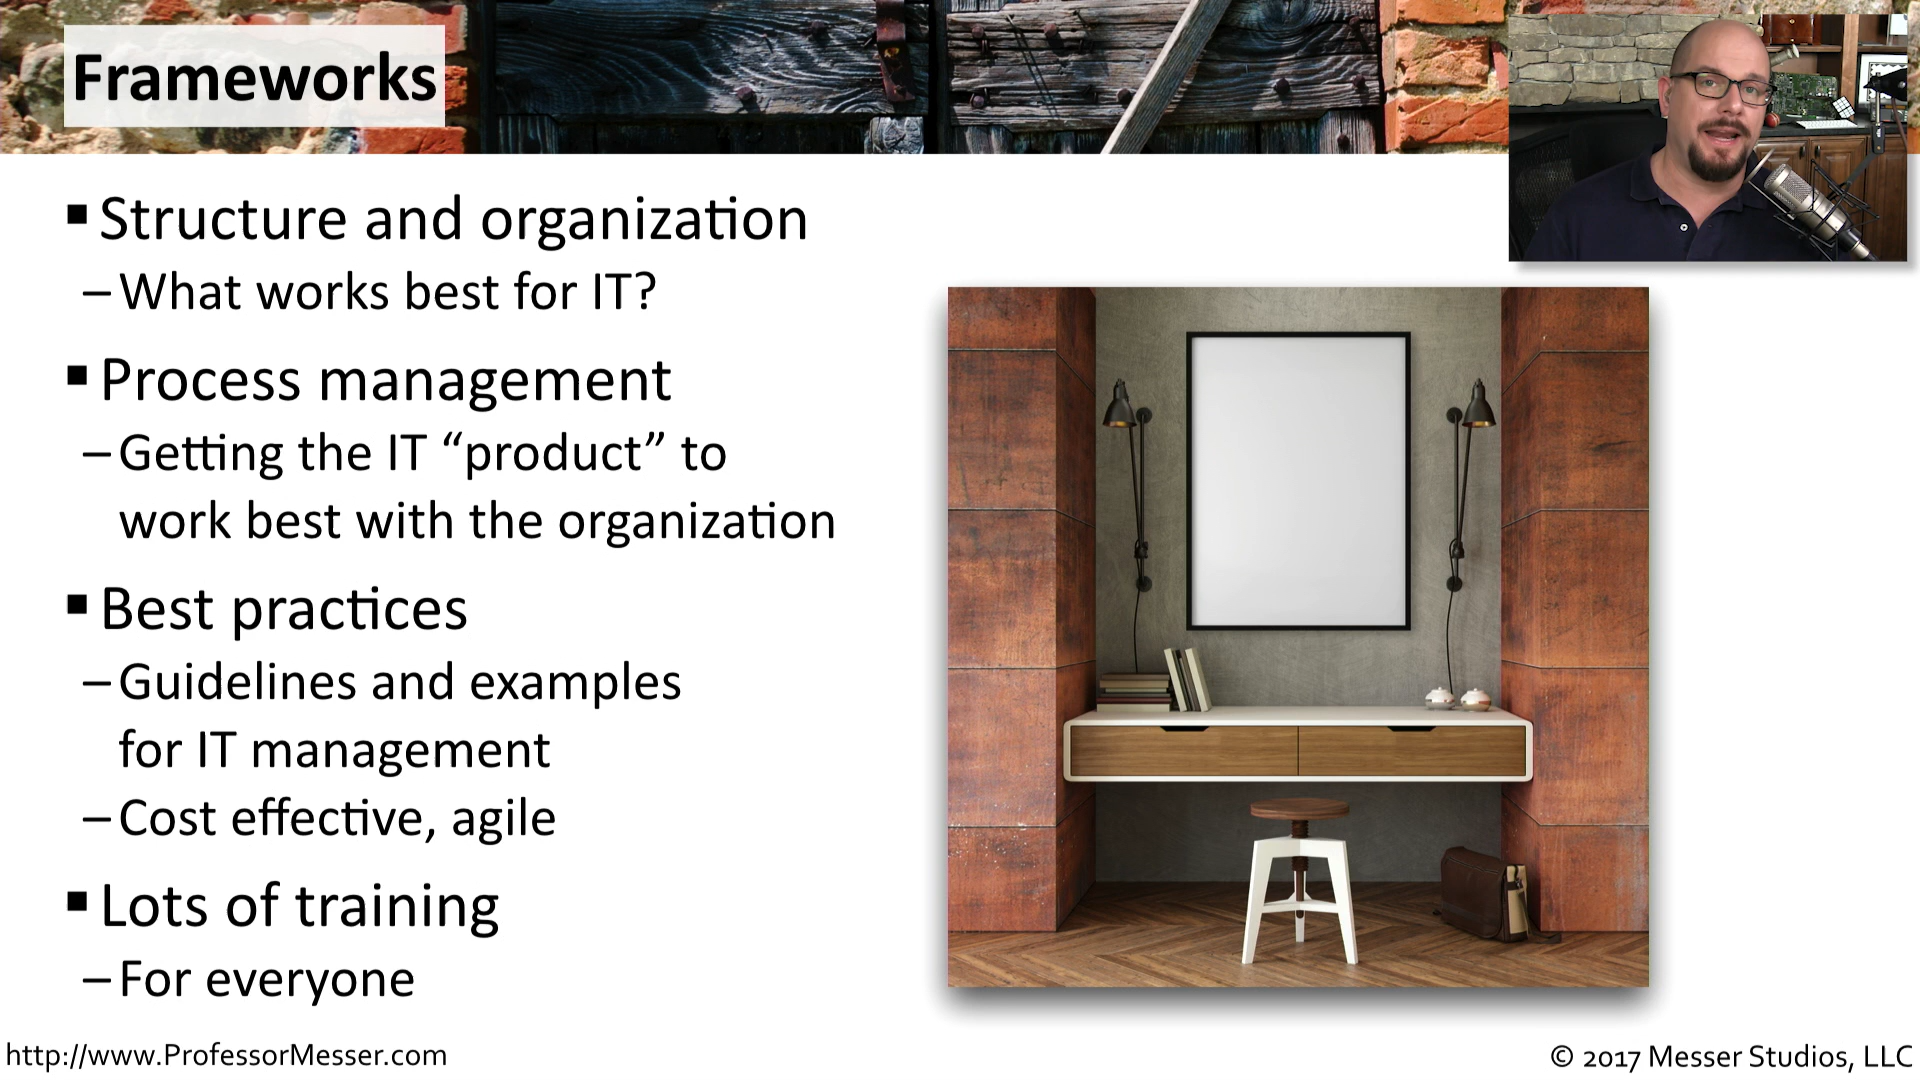 Frameworks
▪ Structure and organization
– What works best for IT?
▪ Process management
– Getting the IT “product” to
work best with the organization
▪ Best practices
– Guidelines and examples
for IT management
– Cost effective, agile
▪ Lots of training
– For everyone
http://www.ProfessorMesser.com
© 2017 Messer Studios, LLC